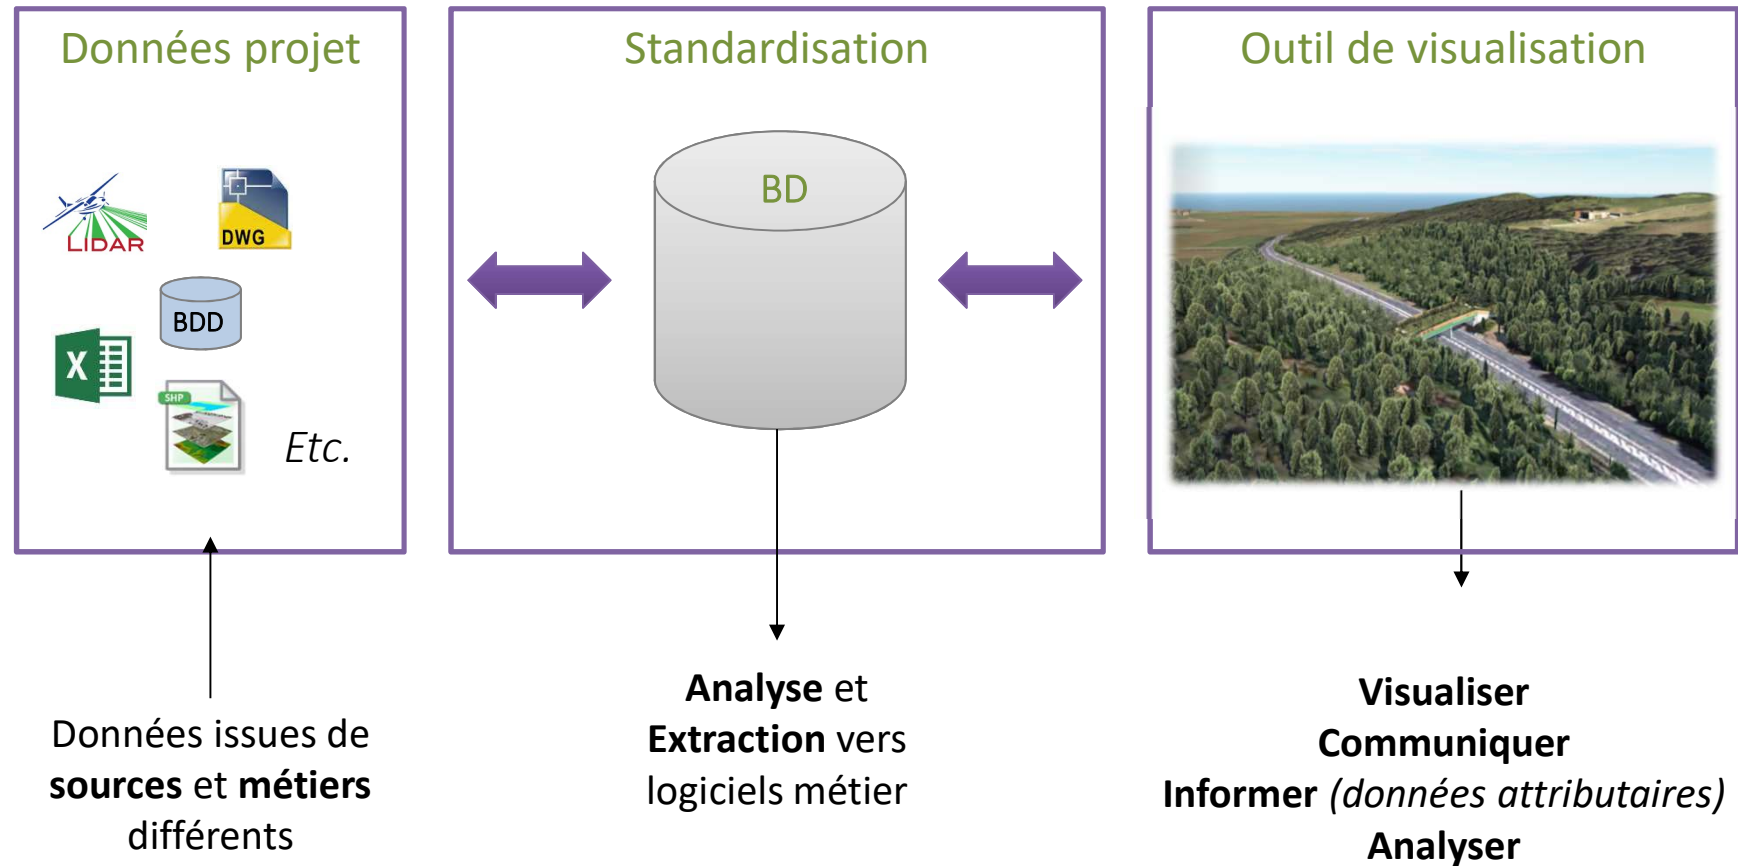 Données projet
LIDAR
DWG
BDD
X
SHP
Etc.
Données issues de
sources et métiers
différents
Standardisation
BD
Analyse et
Extraction vers
logiciels métier
Outil de visualisation
Visualiser
Communiquer
Informer (données attributaires)
Analyser